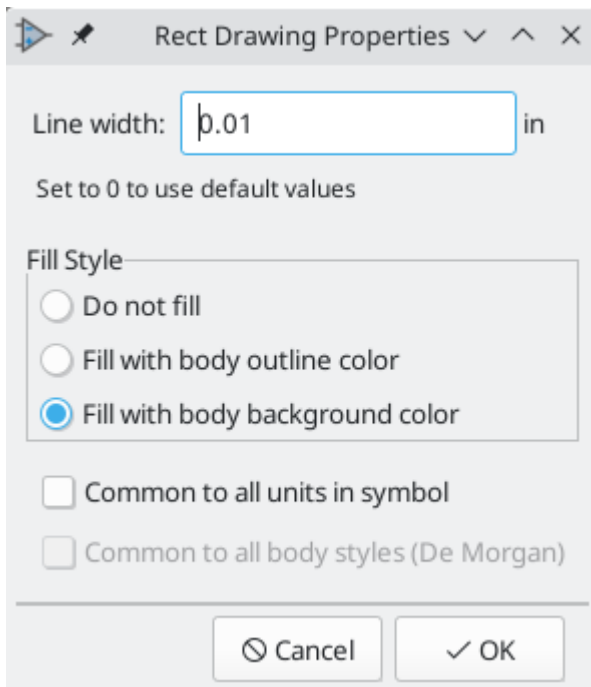 Rect Drawing Properties
Line width: 0.01 in
Set to 0 to use default values
Fill Style
Do not fill
Fill with body outline color
Fill with body background color
Common to all units in symbol
Common to all body styles (De Morgan)
Cancel OK